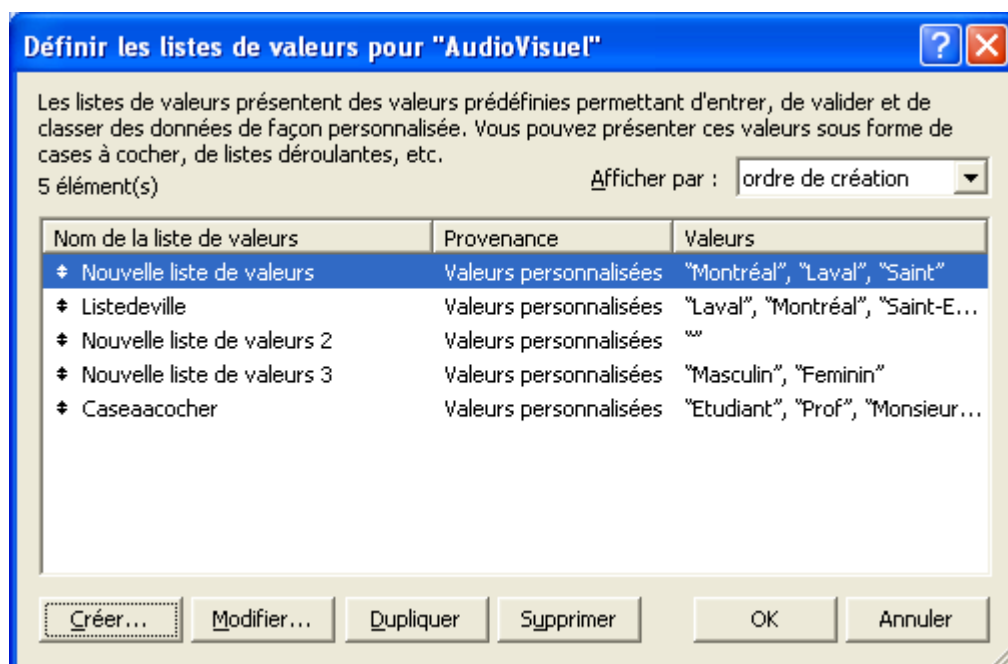 Définir les listes de valeurs pour "AudioVisuel"
Les listes de valeurs présentent des valeurs prédéfinies permettant d'entrer, de valider et de
classer des données de façon personnalisée. Vous pouvez présenter ces valeurs sous forme de
cases à cocher, de listes déroulantes, etc.
5 élément(s)
Afficher par : ordre de création
Nom de la liste de valeurs Provenance Valeurs
Nouvelle liste de valeurs Valeurs personnalisées "Montréal", "Laval", "Saint"
Listedeville Valeurs personnalisées "Laval", "Montréal", "Saint-E...
Nouvelle liste de valeurs 2 Valeurs personnalisées ""
Nouvelle liste de valeurs 3 Valeurs personnalisées "Masculin", "Feminin"
Caseaacocher Valeurs personnalisées "Etudiant", "Prof", "Monsieur...
Créer... Modifier... Dupliquer Supprimer OK Annuler